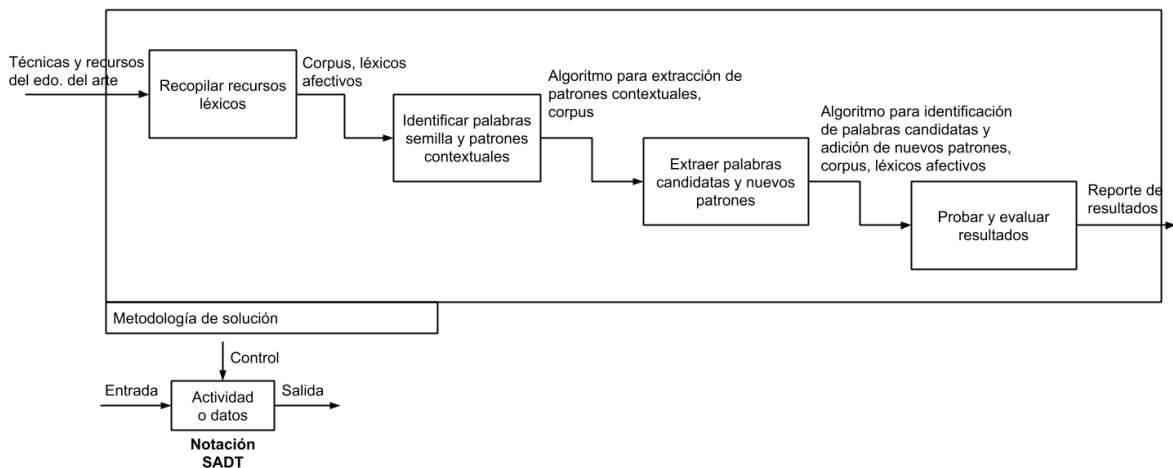 Técnicas y recursos
del edo. del arte
Recopilar recursos
léxicos
Corpus, léxicos
afectivos
Identificar palabras
semilla y patrones
contextuales
Algoritmo para extracción de
patrones contextuales,
corpus
Extraer palabras
candidatas y nuevos
patrones
Algoritmo para identificación
de palabras candidatas y
adición de nuevos patrones,
corpus, léxicos afectivos
Probar y evaluar
resultados
Reporte de
resultados
Metodología de solución
Control
Entrada
Actividad
o datos
Salida
Notación
SADT